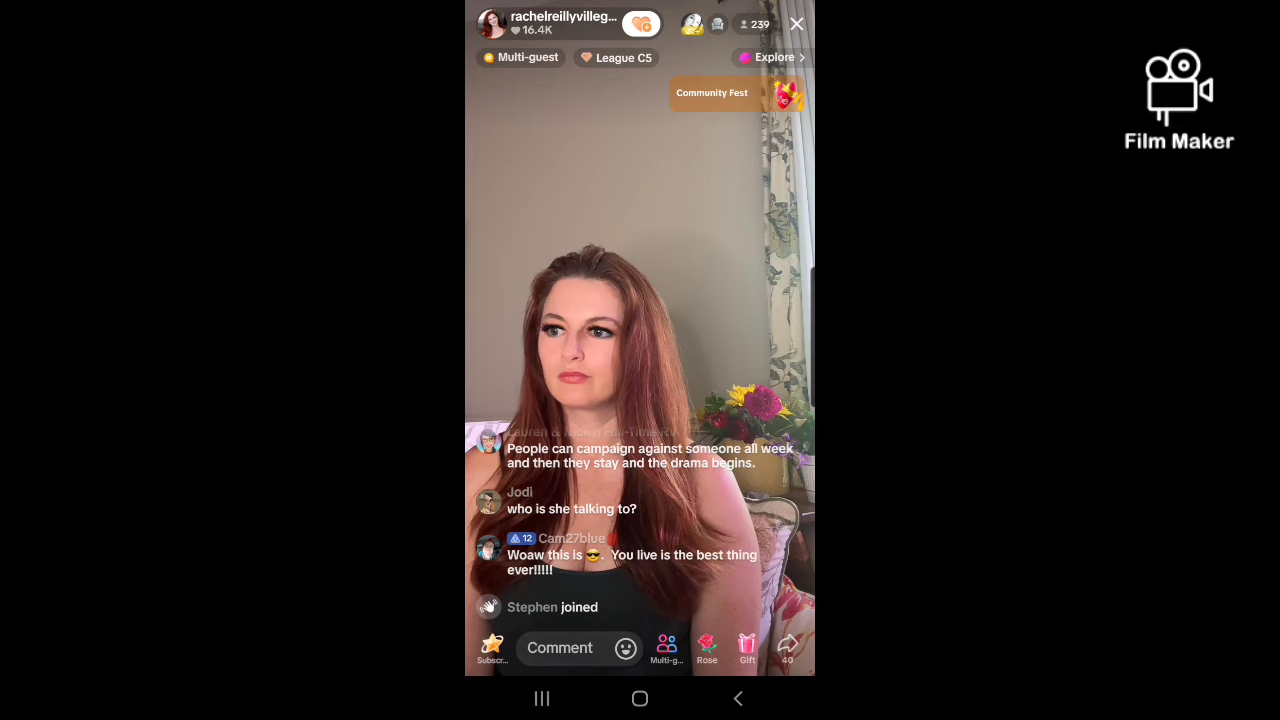 rachelreillyvilleg...
16.4K
239
Multi-guest
League C5
Explore >
Community Fest
Film Maker
People can campaign against someone all week
and then they stay and the drama begins.
Jodi
who is she talking to?
12 Cam27blue
Woaw this is 😎. You live is the best thing
ever!!!!!
Stephen joined
Subscr...
Comment
Multi-g...
Rose
Gift
40